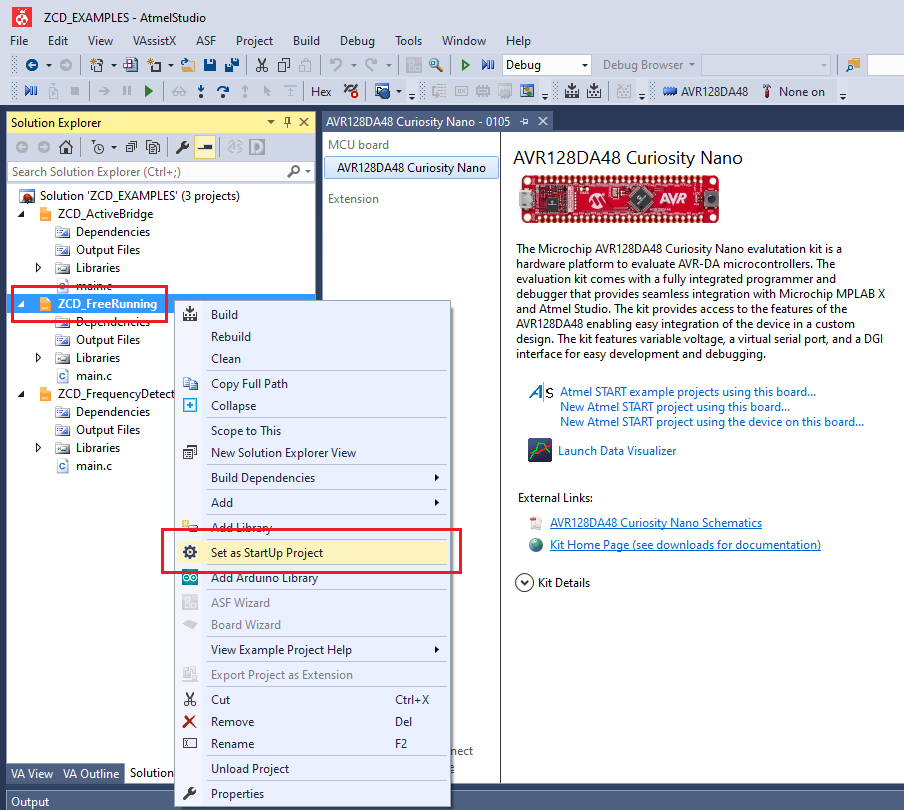 ZCD_EXAMPLES - AtmelStudio
File Edit View VAssistX ASF Project Build Debug Tools Window Help
Debug Debug Browser
Hex AVR128DA48 None on
Solution Explorer
Search Solution Explorer (Ctrl+;)
Solution 'ZCD_EXAMPLES' (3 projects)
ZCD_ActiveBridge
Dependencies
Output Files
Libraries
main.c
ZCD_FreeRunning
Dependencies
Output Files
Libraries
main.c
ZCD_FrequencyDetect
Dependencies
Output Files
Libraries
main.c
Build
Rebuild
Clean
Copy Full Path
Collapse
Scope to This
New Solution Explorer View
Build Dependencies
Add
Add Library
Set as StartUp Project
Add Arduino Library
ASF Wizard
Board Wizard
View Example Project Help
Export Project as Extension
Cut Ctrl+X
Remove Del
Rename F2
Unload Project
Properties
VA View VA Outline Solution
Output
AVR128DA48 Curiosity Nano - 0105
MCU board
AVR128DA48 Curiosity Nano
Extension
nect
AVR128DA48 Curiosity Nano
AVR
The Microchip AVR128DA48 Curiosity Nano evalutation kit is a
hardware platform to evaluate AVR-DA microcontrollers. The
evaluation kit comes with a fully integrated programmer and
debugger that provides seamless integration with Microchip MPLAB X
and Atmel Studio. The kit provides access to the features of the
AVR128DA48 enabling easy integration of the device in a custom
design. The kit features variable voltage, a virtual serial port, and a DGI
interface for easy development and debugging.
Atmel START example projects using this board...
New Atmel START project using this board...
New Atmel START project using the device on this board...
Launch Data Visualizer
External Links:
AVR128DA48 Curiosity Nano Schematics
Kit Home Page (see downloads for documentation)
Kit Details